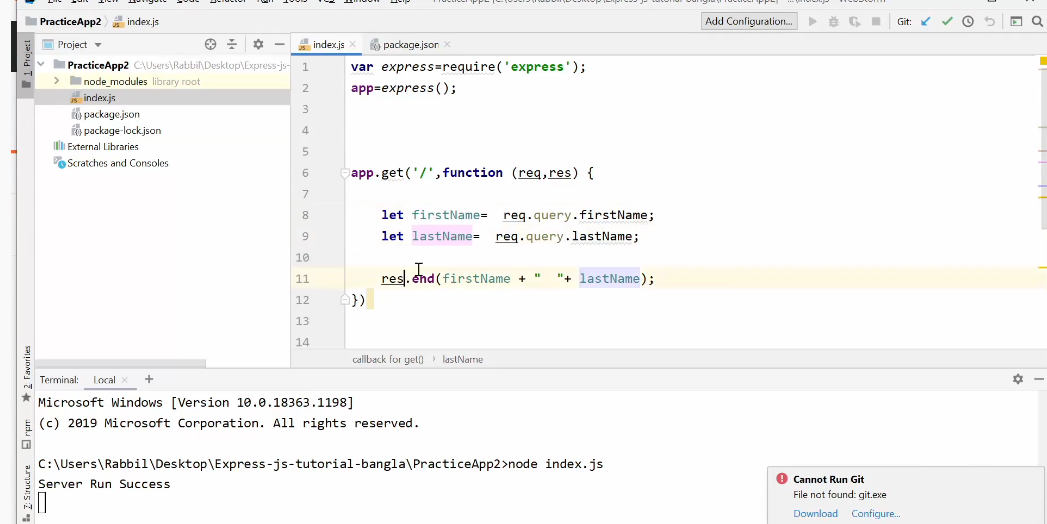 PracticeApp2 index.js Add Configuration... Git:
Project
index.js package.json
PracticeApp2 C:\Users\Rabbil\Desktop\Express-js-
node_modules library root
index.js
package.json
package-lock.json
External Libraries
Scratches and Consoles
1: Project
1 var express=require('express');
2 app=express();
3
4
5
6 app.get('/',function (req,res) {
7
8 let firstName= req.query.firstName;
9 let lastName= req.query.lastName;
10
11 res.end(firstName + "  "+ lastName);
12 })
13
14
callback for get() lastName
2: Favorites
npm
Z: Structure
Terminal: Local
Microsoft Windows [Version 10.0.18363.1198]
(c) 2019 Microsoft Corporation. All rights reserved.
C:\Users\Rabbil\Desktop\Express-js-tutorial-bangla\PracticeApp2>node index.js
Server Run Success
Cannot Run Git
File not found: git.exe
Download Configure...